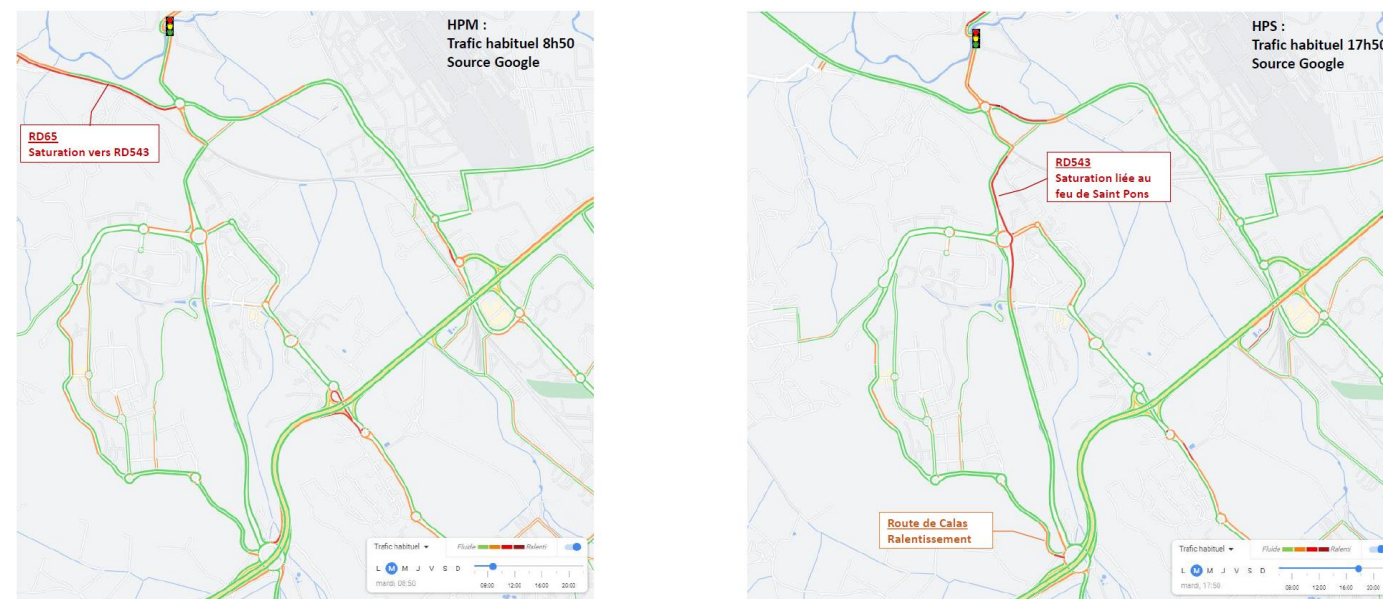 HPM :
Trafic habituel 8h50
Source Google
RD65
Saturation vers RD543
Trafic habituel
Fluide
Ralenti
L M M J V S D
mardi, 08:50
08:00 12:00 16:00 20:00
HPS :
Trafic habituel 17h50
Source Google
RD543
Saturation liée au
feu de Saint Pons
Route de Calas
Ralentissement
Trafic habituel
Fluide
Ralenti
L M M J V S D
mardi, 17:50
08:00 12:00 16:00 20:00